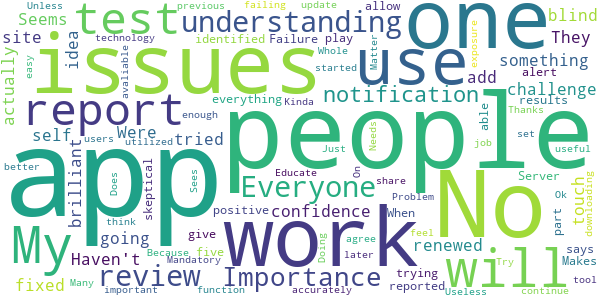 Unless previous failing update one
Seems test understanding allow blind
site idea identified Failure play They
technology Whole Matter exposure something
actually issues use add alert
available started easy Kinda
report notification challenge
everything enough able results
self Were tried users utilized Just Needs Thanks set job useful
app people No
brilliant skeptical better Does Educate On Server Ok
Everyone share touch downloading
Sees positive confidence When Problem part
My going work renewed will says
Because give five Doing agree feel Makes
Haven't think Mandatory later trying Try
fixed Many review Importance reported tool
important function accurately Useless continue